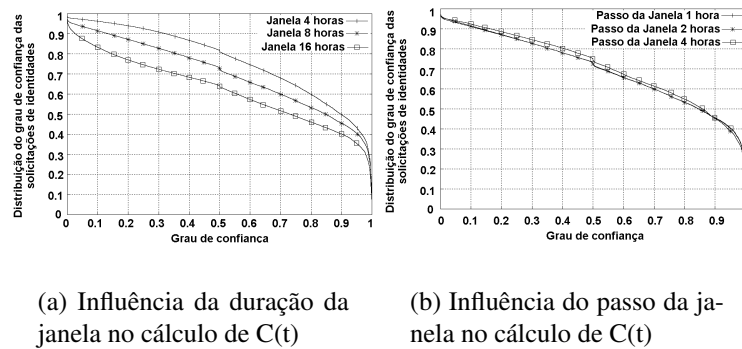 Distribuição do grau de confiança das
solicitações de identidades
1
0.9
0.8
0.7
0.6
0.5
0.4
0.3
0.2
0.1
0
Janela 4 horas
Janela 8 horas
Janela 16 horas
0 0.1 0.2 0.3 0.4 0.5 0.6 0.7 0.8 0.9 1
Grau de confiança
Distribuição do grau de confiança das
solicitações de identidades
1
0.9
0.8
0.7
0.6
0.5
0.4
0.3
0.2
0.1
0
Passo da Janela 1 hora
Passo da Janela 2 horas
Passo da Janela 4 horas
0 0.1 0.2 0.3 0.4 0.5 0.6 0.7 0.8 0.9
Grau de confiança
(a) Influência da duração da
janela no cálculo de C(t)
(b) Influência do passo da ja-
nela no cálculo de C(t)